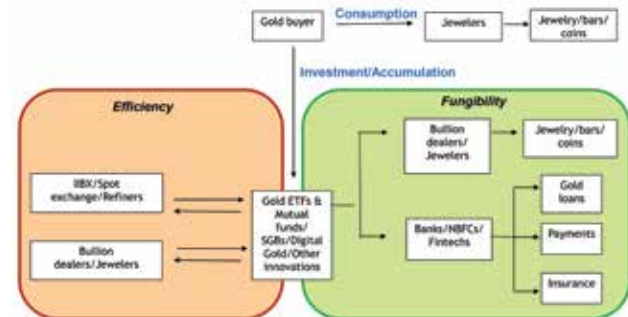 Gold buyer
Consumption
Jewelers
Jewelry/bars/
coins
Investment/Accumulation
Efficiency
Fungibility
IIBX/Spot
exchange/Refiners
Bullion
dealers/Jewelers
Gold ETFs &
Mutual
funds/
SGBs/Digital
Gold/Other
innovations
Bullion
dealers/
Jewelers
Jewelry/bars/
coins
Banks/NBFCs/
Fintechs
Gold
loans
Payments
Insurance